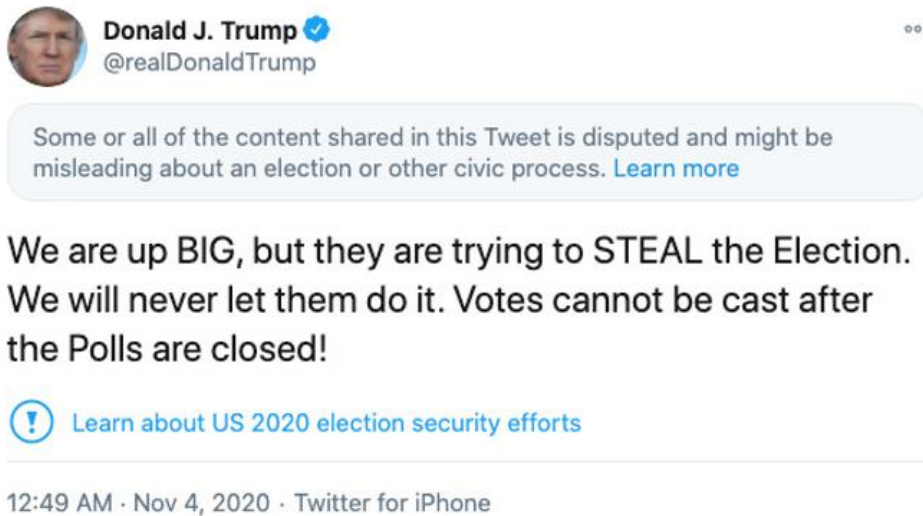 Donald J. Trump
@realDonaldTrump
Some or all of the content shared in this Tweet is disputed and might be
misleading about an election or other civic process. Learn more
We are up BIG, but they are trying to STEAL the Election.
We will never let them do it. Votes cannot be cast after
the Polls are closed!
Learn about US 2020 election security efforts
12:49 AM · Nov 4, 2020 · Twitter for iPhone